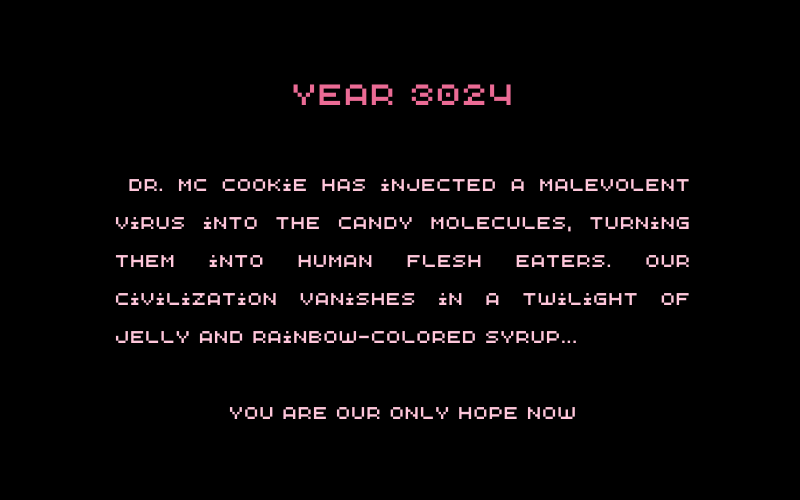 YEAR 3024
DR. MC COOKiE HAS iNJECTED A MALEVOLENT
ViRUS iNTO THE CANDY MOLECULES, TURNiNG
THEM iNTO HUMAN FLESH EATERS. OUR
CiViLiZATiON VANiSHES iN A TWiLiGHT OF
JELLY AND RAiNBOW-COLORED SYRUP...
YOU ARE OUR ONLY HOPE NOW